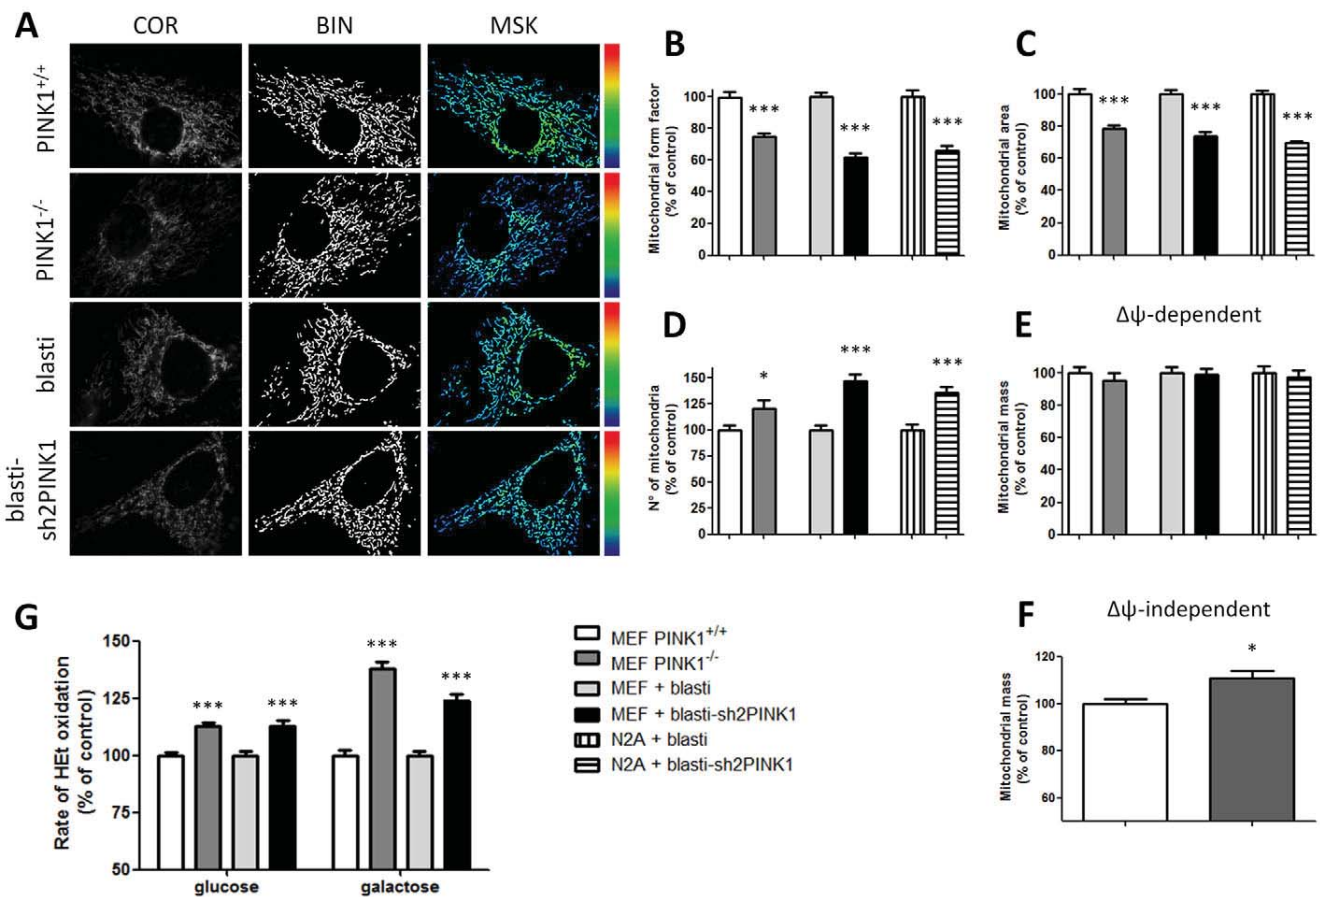 A
COR
BIN
MSK
PINK1+/+
PINK1-/-
blasti
blasti-
sh2PINK1
B
Mitochondrial form factor
(% of control)
100
80
60
40
20
0
***
***
***
C
Mitochondrial area
(% of control)
100
80
60
40
20
0
***
***
***
D
N° of mitochondria
(% of control)
150
125
100
75
50
25
0
*
***
***
E
Δψ-dependent
Mitochondrial mass
(% of control)
100
80
60
40
20
0
F
Δψ-independent
Mitochondrial mass
(% of control)
120
100
80
60
*
G
Rate of HEt oxidation
(% of control)
150
125
100
75
50
***
***
***
***
glucose
galactose
MEF PINK1+/+
MEF PINK1-/-
MEF + blasti
MEF + blasti-sh2PINK1
N2A + blasti
N2A + blasti-sh2PINK1